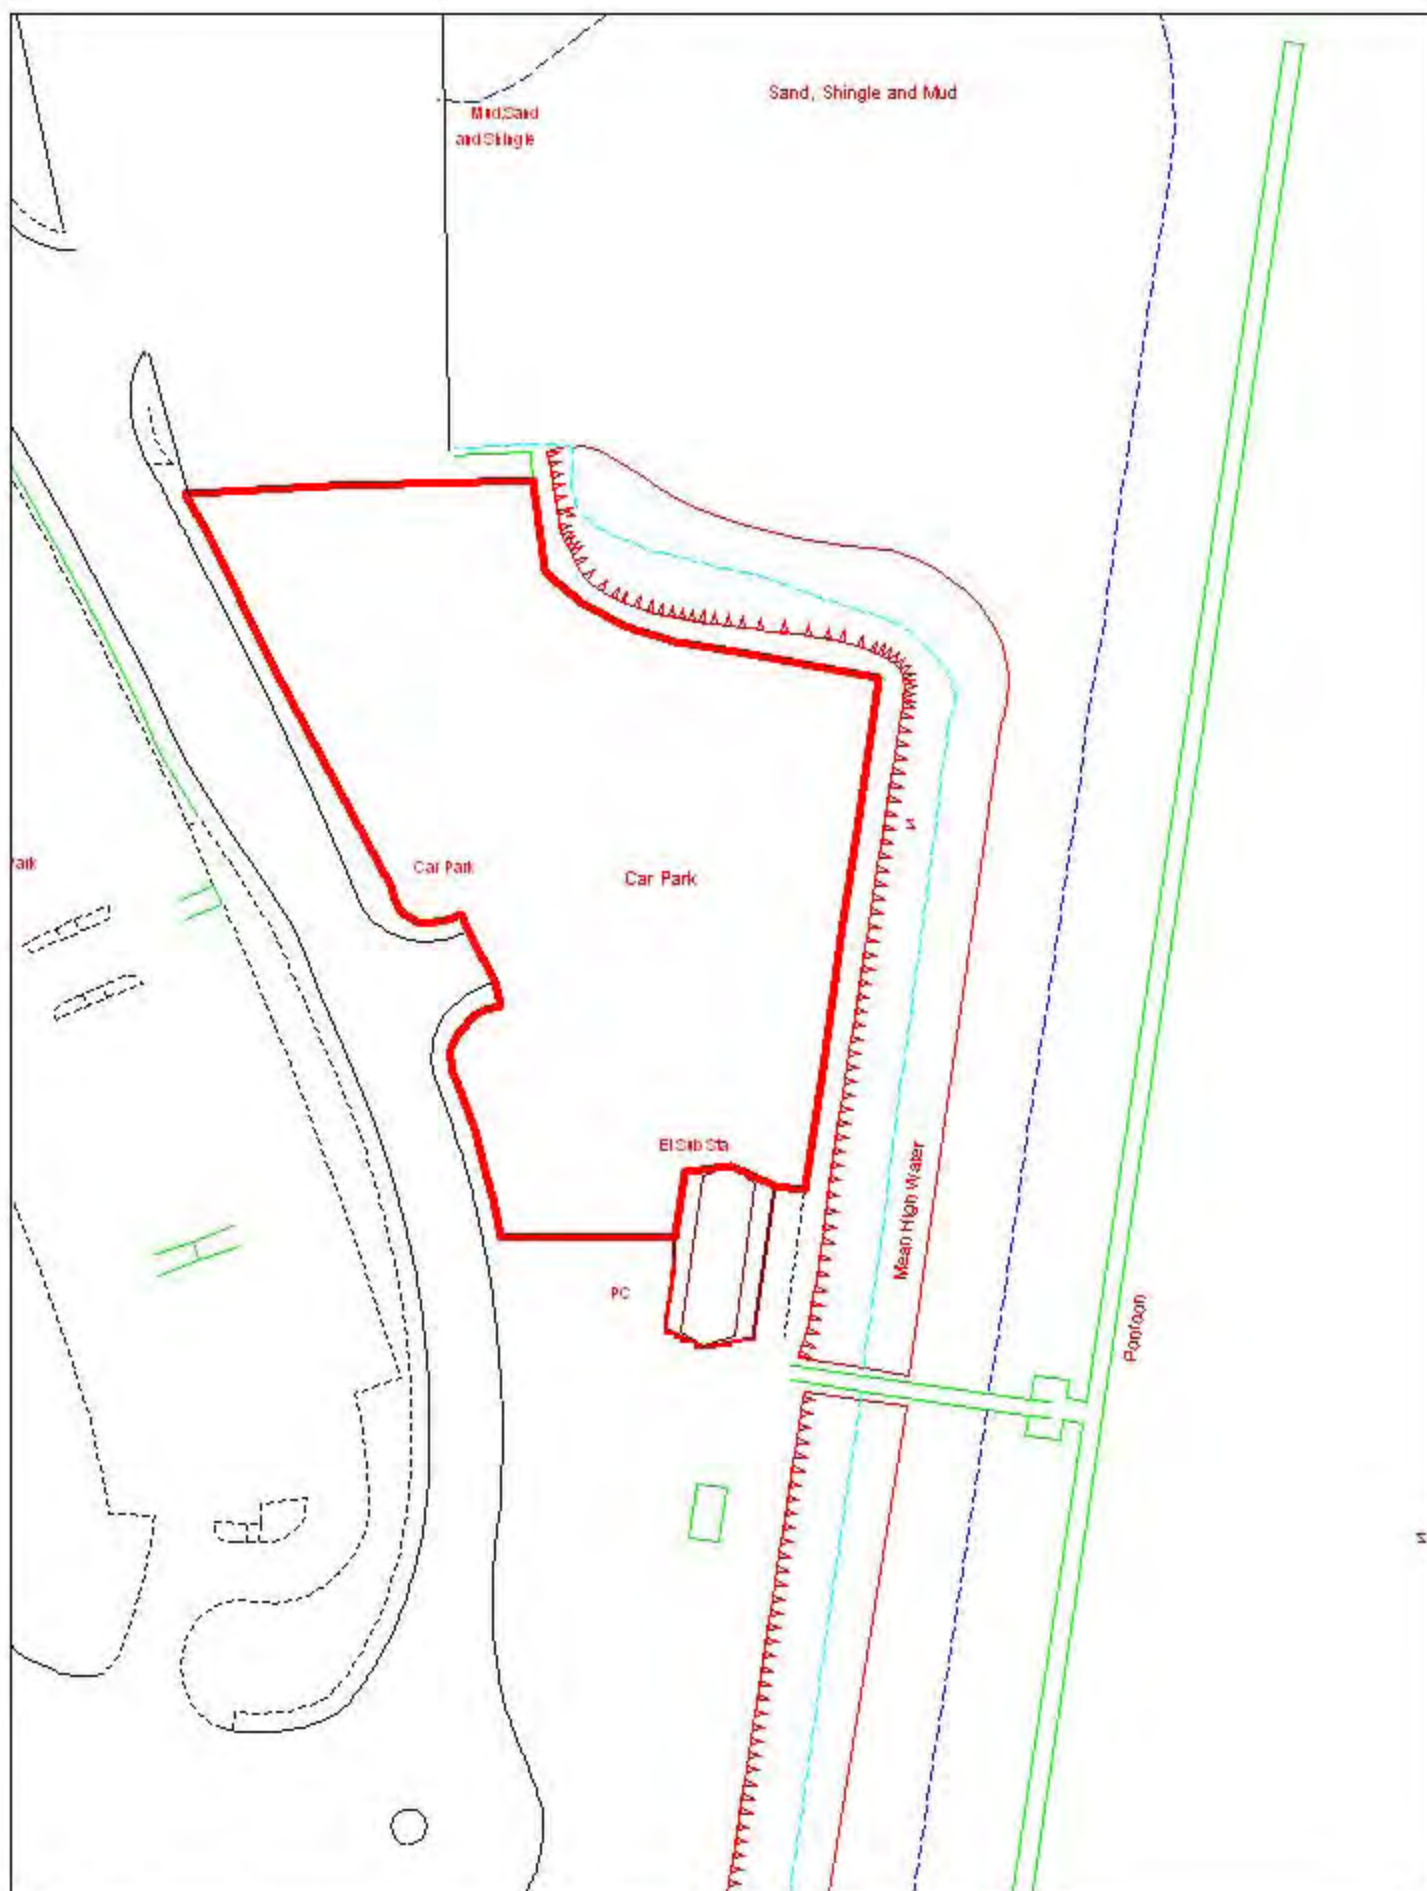 Sand, Shingle and Mud
Mud,Sand
and Shingle
Car Park
Car Park
El Sub Sta
Mean High Water
PC
Pontoon